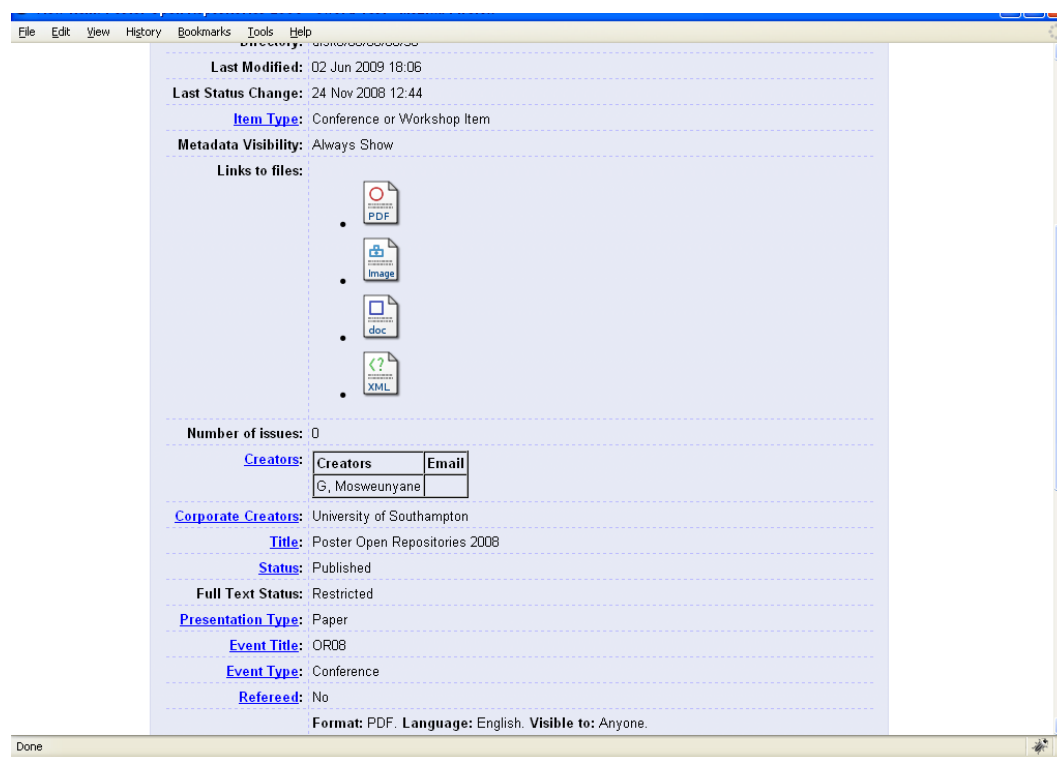 File Edit View History Bookmarks Tools Help
Last Modified: 02 Jun 2009 18:06
Last Status Change: 24 Nov 2008 12:44
Item Type: Conference or Workshop Item
Metadata Visibility: Always Show
Links to files:
PDF
Image
doc
<?
XML
Number of issues: 0
Creators: Creators Email
G, Mosweunyane
Corporate Creators: University of Southampton
Title: Poster Open Repositories 2008
Status: Published
Full Text Status: Restricted
Presentation Type: Paper
Event Title: OR08
Event Type: Conference
Refereed: No
Format: PDF. Language: English. Visible to: Anyone.
Done